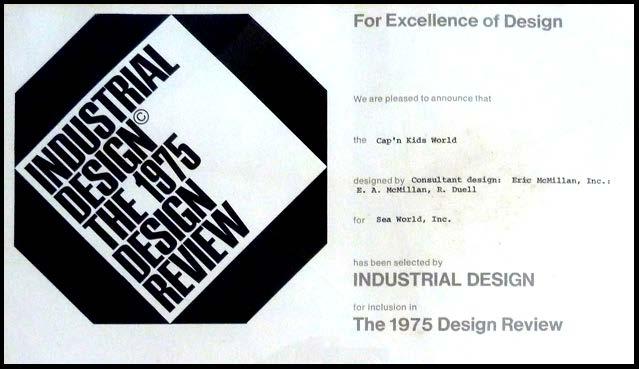 INDUSTRIAL
DESIGN©
THE 1975
DESIGN
REVIEW
For Excellence of Design
We are pleased to announce that
the Cap'n Kids World
designed by Consultant design: Eric McMillan, Inc.:
E. A. McMillan, R. Duell
for Sea World, Inc.
has been selected by
INDUSTRIAL DESIGN
for inclusion in
The 1975 Design Review